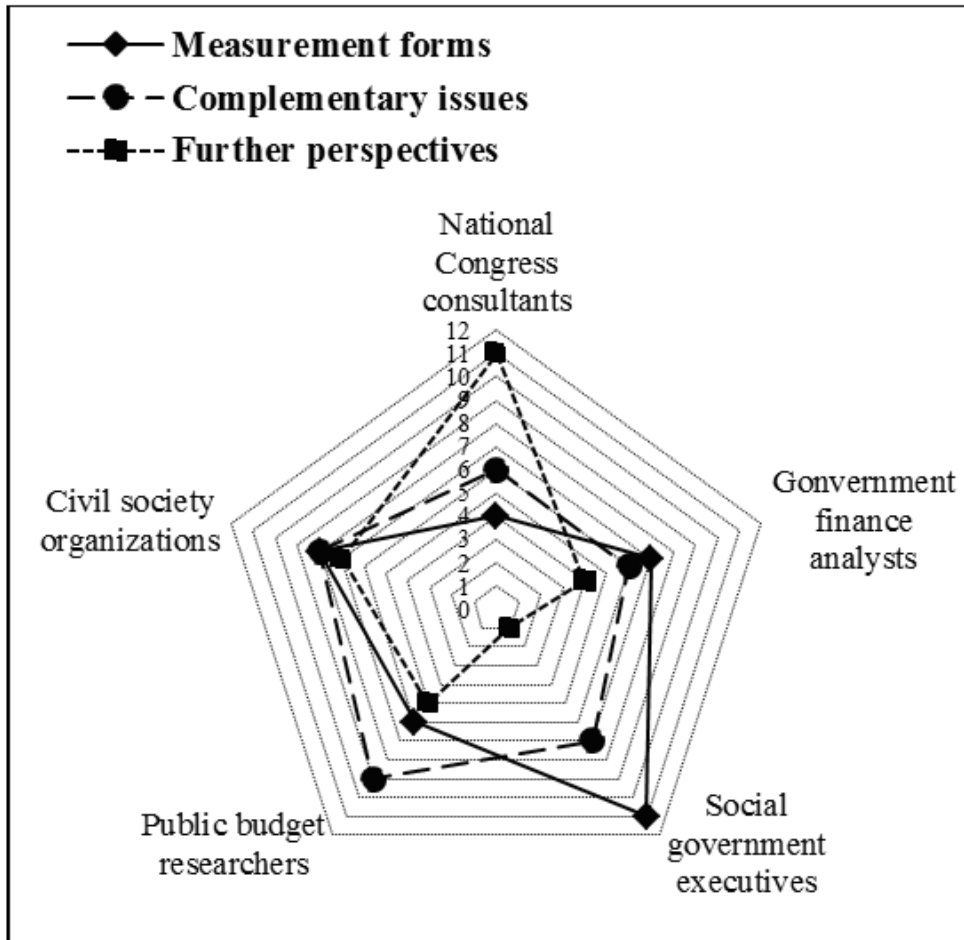 Measurement forms
Complementary issues
Further perspectives
National
Congress
consultants
12
11
10
9
8
7
6
5
4
3
2
1
0
Civil society
organizations
Gonvernment
finance
analysts
Public budget
researchers
Social
government
executives